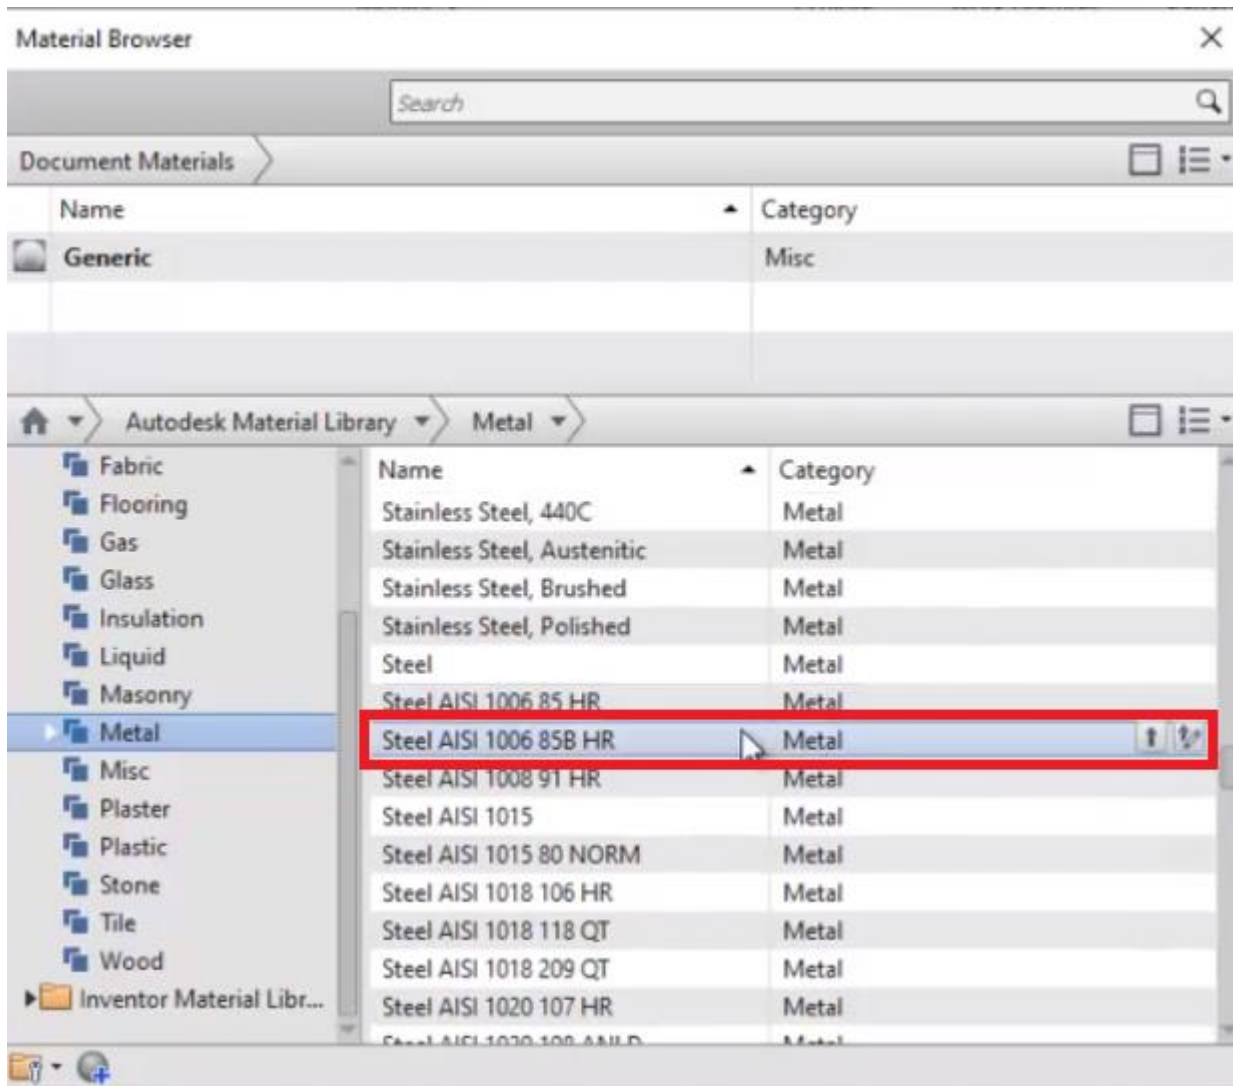 Material Browser
Search
Document Materials
Name Category
Generic Misc
Autodesk Material Library Metal
Fabric
Flooring
Gas
Glass
Insulation
Liquid
Masonry
Metal
Misc
Plaster
Plastic
Stone
Tile
Wood
Inventor Material Libr...
Name Category
Stainless Steel, 440C Metal
Stainless Steel, Austenitic Metal
Stainless Steel, Brushed Metal
Stainless Steel, Polished Metal
Steel Metal
Steel AISI 1006 85 HR Metal
Steel AISI 1006 85B HR Metal
Steel AISI 1008 91 HR Metal
Steel AISI 1015 Metal
Steel AISI 1015 80 NORM Metal
Steel AISI 1018 106 HR Metal
Steel AISI 1018 118 QT Metal
Steel AISI 1018 209 QT Metal
Steel AISI 1020 107 HR Metal